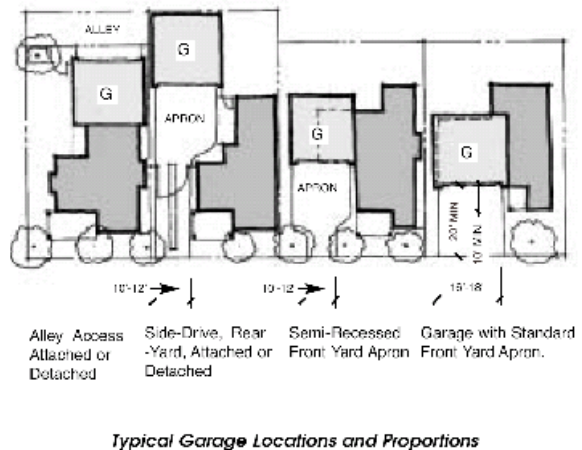 ALLEY
G
G
APRON
G
APRON
G
20' MIN
10' MIN
10'-12'
10'-12'
16'-18'
Alley Access
Attached or
Detached
Side-Drive, Rear
-Yard, Attached or
Detached
Semi-Recessed
Front Yard Apron
Garage with Standard
Front Yard Apron.
Typical Garage Locations and Proportions